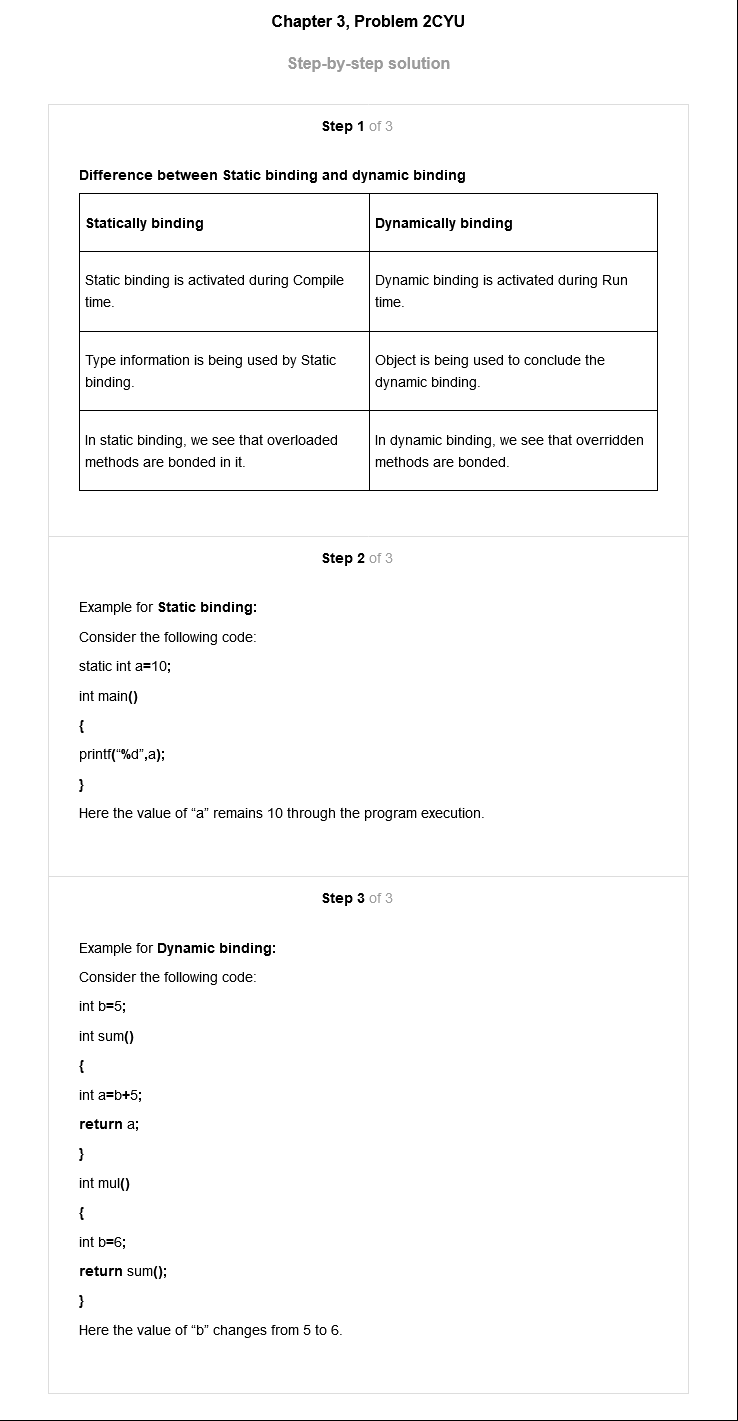 Chapter 3, Problem 2CYU
Step-by-step solution
Step 1 of 3
Difference between Static binding and dynamic binding
Statically binding
Dynamically binding
Static binding is activated during Compile
time.
Dynamic binding is activated during Run
time.
Type information is being used by Static
binding.
Object is being used to conclude the
dynamic binding.
In static binding, we see that overloaded
methods are bonded in it.
In dynamic binding, we see that overridden
methods are bonded.
Step 2 of 3
Example for Static binding:
Consider the following code:
static int a=10;
int main()
{
printf(“%d”,a);
}
Here the value of “a” remains 10 through the program execution.
Step 3 of 3
Example for Dynamic binding:
Consider the following code:
int b=5;
int sum()
{
int a=b+5;
return a;
}
int mul()
{
int b=6;
return sum();
}
Here the value of “b” changes from 5 to 6.